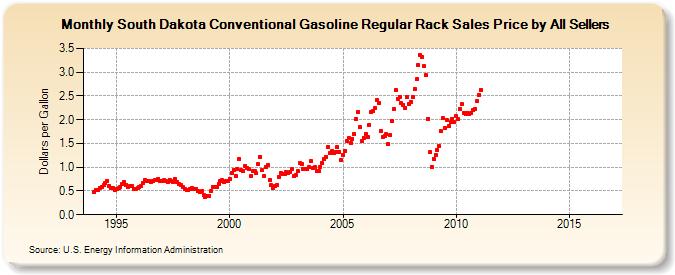 Monthly South Dakota Conventional Gasoline Regular Rack Sales Price by All Sellers
Dollars per Gallon
3.5
3.0
2.5
2.0
1.5
1.0
0.5
0.0
1995 2000 2005 2010 2015
Source: U.S. Energy Information Administration